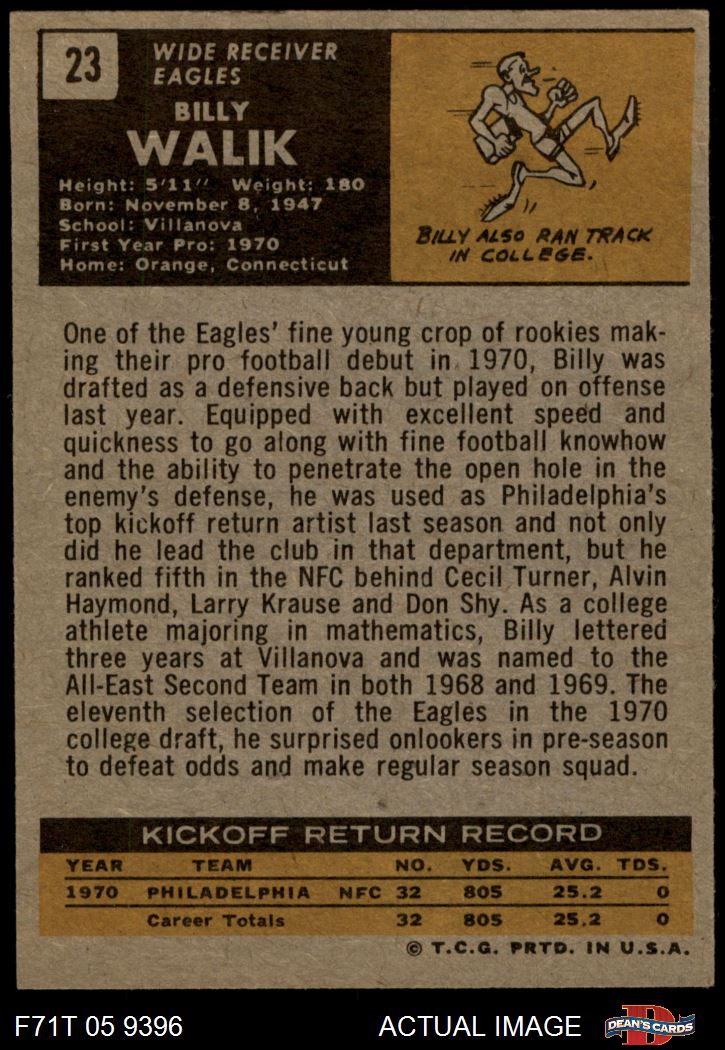 23
WIDE RECEIVER
EAGLES
BILLY
WALIK
Height: 5'11" Weight: 180
Born: November 8, 1947
School: Villanova
First Year Pro: 1970
Home: Orange, Connecticut
BILLY ALSO RAN TRACK
IN COLLEGE.
One of the Eagles' fine young crop of rookies mak-
ing their pro football debut in 1970, Billy was
drafted as a defensive back but played on offense
last year. Equipped with excellent speed and
quickness to go along with fine football knowhow
and the ability to penetrate the open hole in the
enemy's defense, he was used as Philadelphia's
top kickoff return artist last season and not only
did he lead the club in that department, but he
ranked fifth in the NFC behind Cecil Turner, Alvin
Haymond, Larry Krause and Don Shy. As a college
athlete majoring in mathematics, Billy lettered
three years at Villanova and was named to the
All-East Second Team in both 1968 and 1969. The
eleventh selection of the Eagles in the 1970
college draft, he surprised onlookers in pre-season
to defeat odds and make regular season squad.
KICKOFF RETURN RECORD
YEAR TEAM NO. YDS. AVG. TDS.
1970 PHILADELPHIA NFC 32 805 25.2 0
Career Totals 32 805 25.2 0
© T.C.G. PRTD. IN U.S.A.
F71T 05 9396 ACTUAL IMAGE
D
DEAN'S CARDS